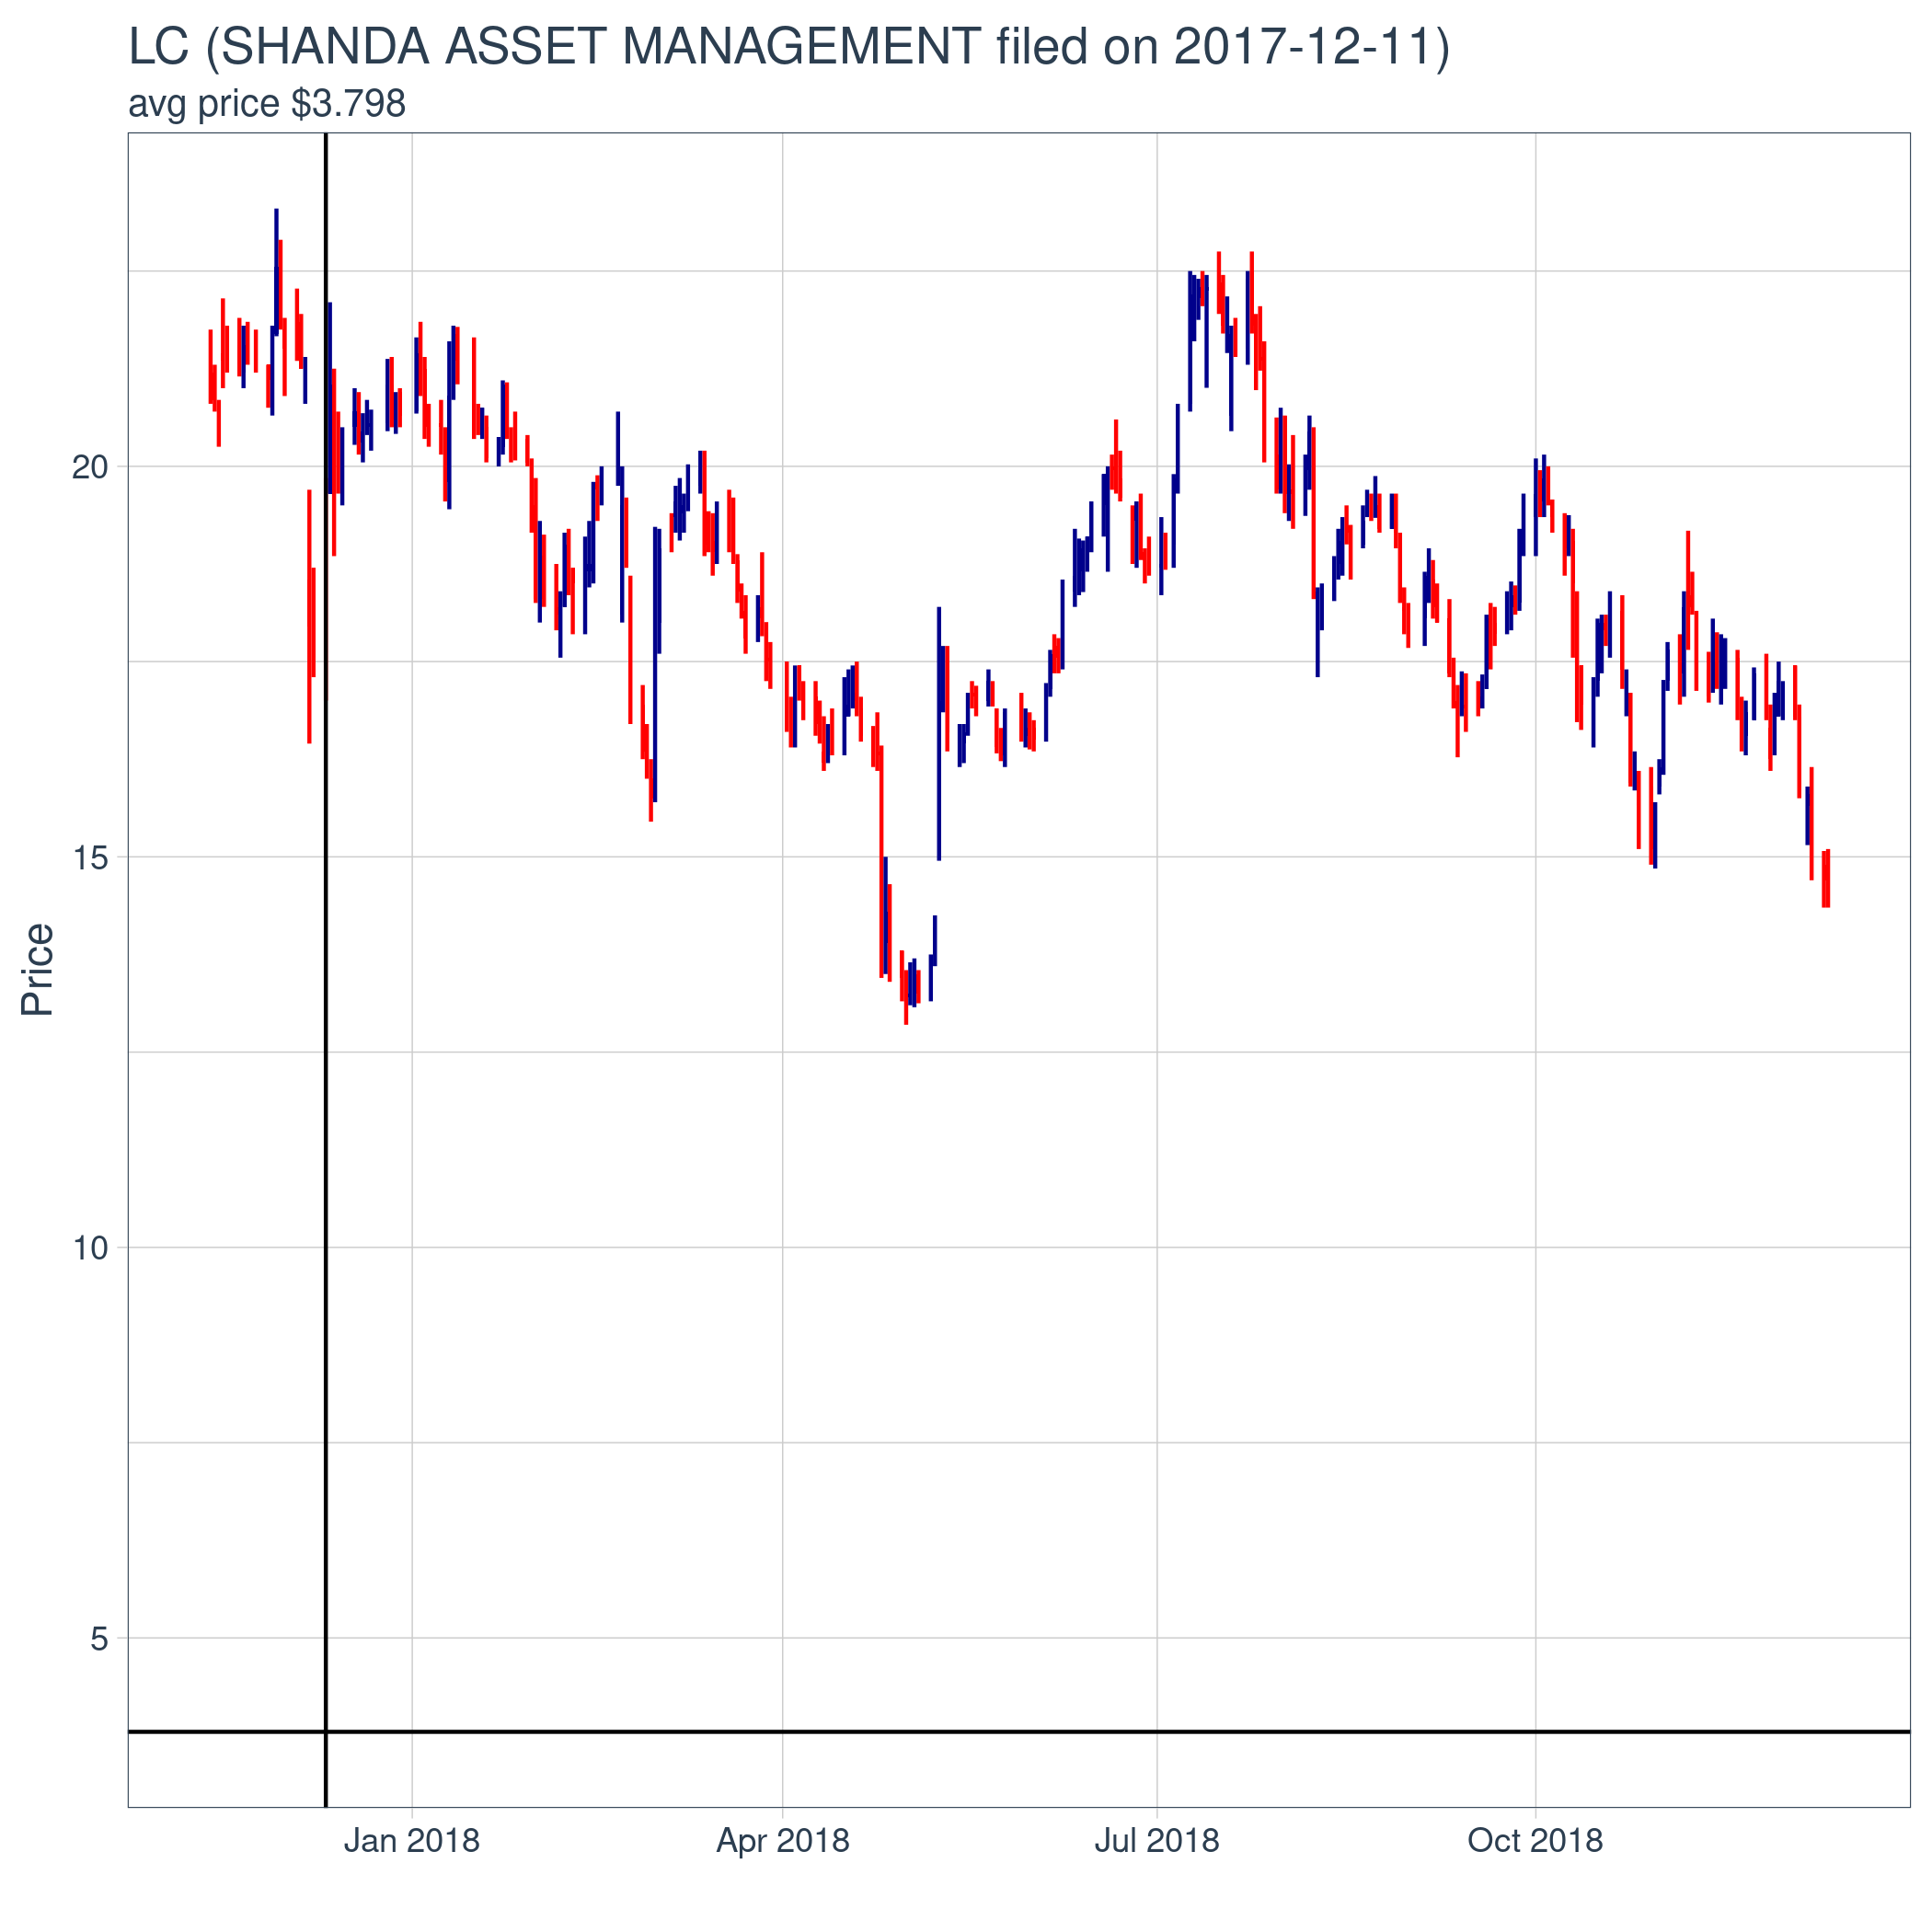 LC (SHANDA ASSET MANAGEMENT filed on 2017-12-11)
avg price $3.798
Price
20
15
10
5
Jan 2018
Apr 2018
Jul 2018
Oct 2018